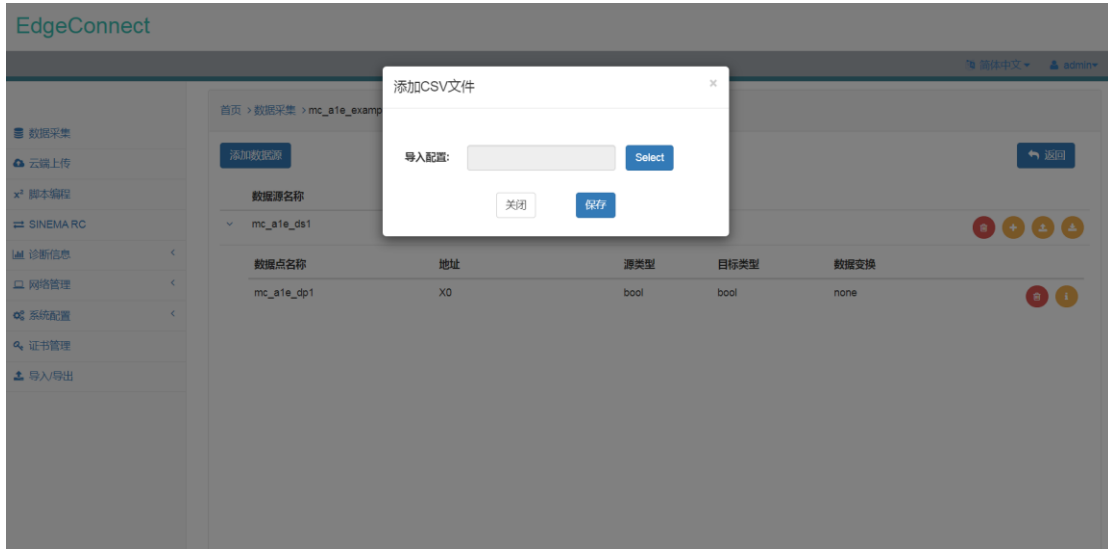 EdgeConnect
简体中文 admin
添加CSV文件 ×
首页 > 数据采集 > mc_a1e_examp
数据采集
添加数据源
导入配置: Select
返回
云端上传
脚本编程
数据源名称
关闭 保存
SINEMA RC
mc_a1e_ds1
诊断信息
数据点名称 地址 源类型 目标类型 数据变换
网络管理
mc_a1e_dp1 X0 bool bool none
系统配置
证书管理
导入/导出